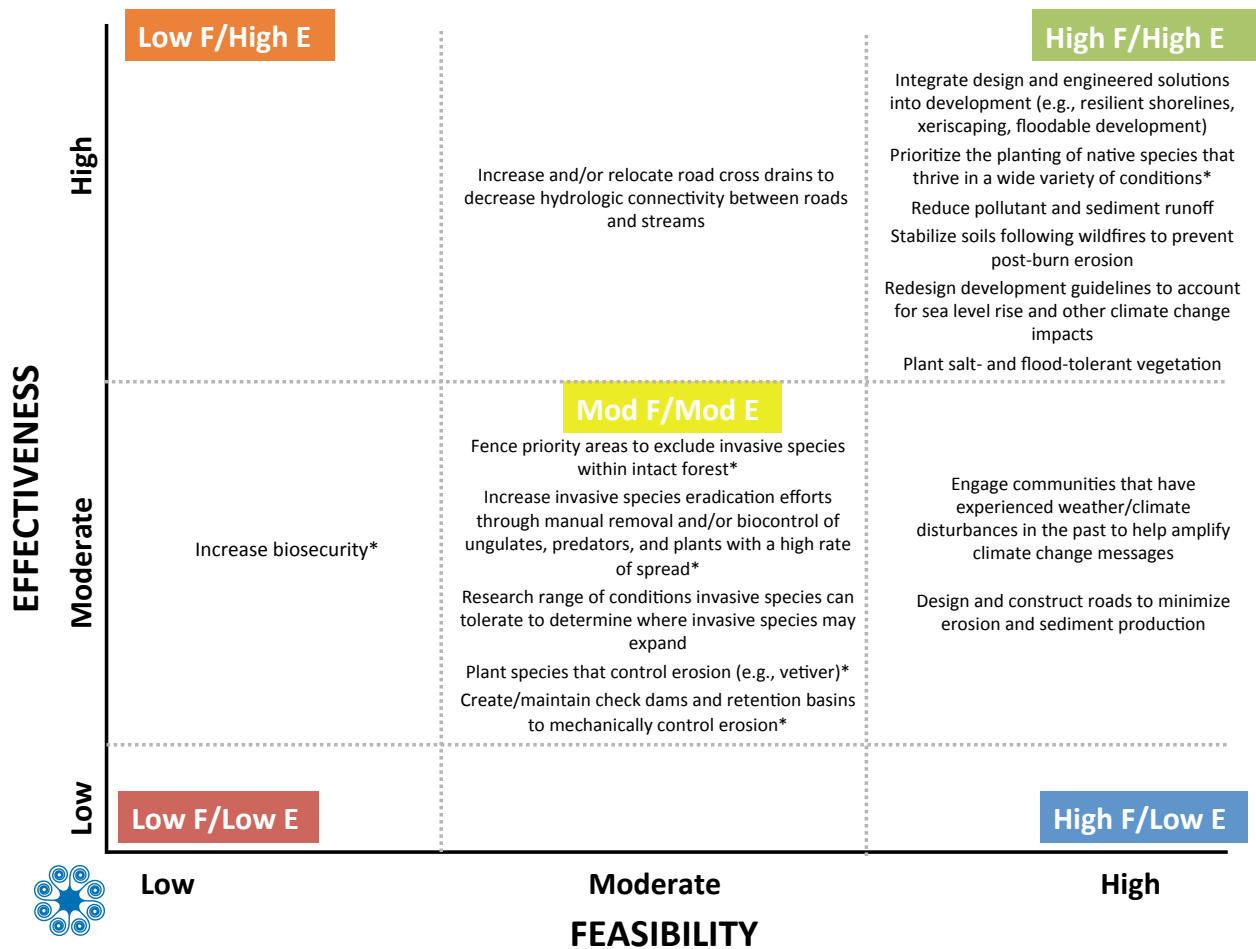 Low F/High E
High F/High E
Integrate design and engineered solutions
into development (e.g., resilient shorelines,
xeriscaping, floodable development)
Prioritize the planting of native species that
thrive in a wide variety of conditions*
Reduce pollutant and sediment runoff
Stabilize soils following wildfires to prevent
post-burn erosion
Redesign development guidelines to account
for sea level rise and other climate change
impacts
Plant salt- and flood-tolerant vegetation
High
Increase and/or relocate road cross drains to
decrease hydrologic connectivity between roads
and streams
EFFECTIVENESS
Moderate
Increase biosecurity*
Mod F/Mod E
Fence priority areas to exclude invasive species
within intact forest*
Increase invasive species eradication efforts
through manual removal and/or biocontrol of
ungulates, predators, and plants with a high rate
of spread*
Research range of conditions invasive species can
tolerate to determine where invasive species may
expand
Plant species that control erosion (e.g., vetiver)*
Create/maintain check dams and retention basins
to mechanically control erosion*
Engage communities that have
experienced weather/climate
disturbances in the past to help amplify
climate change messages
Design and construct roads to minimize
erosion and sediment production
Low
Low F/Low E
High F/Low E
Low
Moderate
High
FEASIBILITY